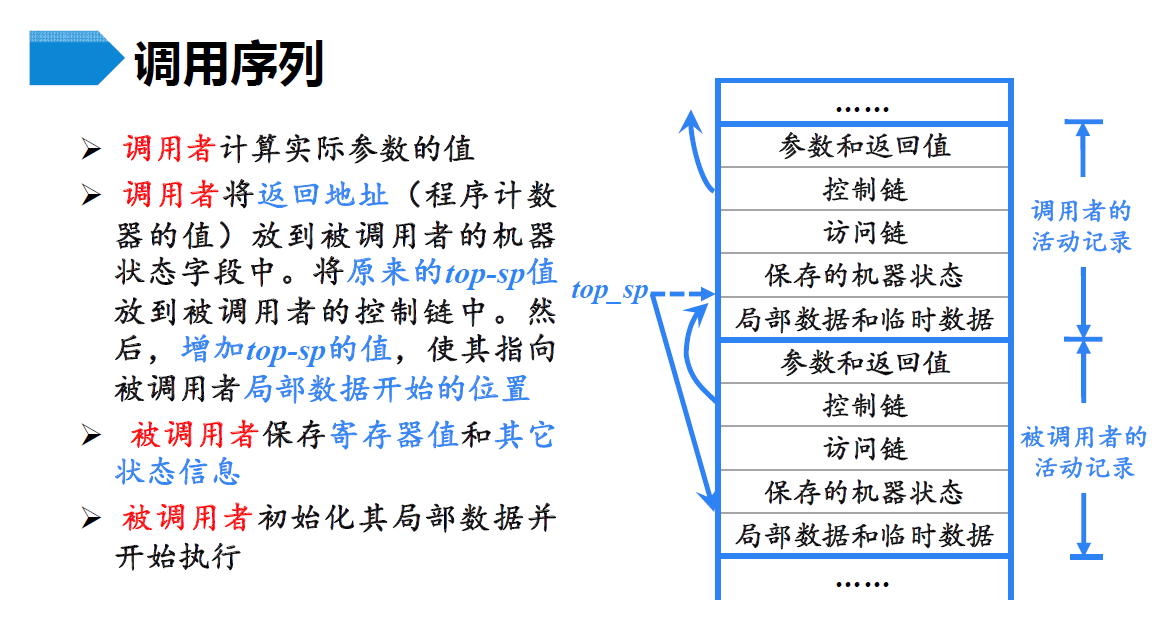 调用序列
➢ 调用者计算实际参数的值
➢ 调用者将返回地址（程序计数
器的值）放到被调用者的机器
状态字段中。将原来的top-sp值
放到被调用者的控制链中。然
后，增加top-sp的值，使其指向
被调用者局部数据开始的位置
➢ 被调用者保存寄存器值和其它
状态信息
➢ 被调用者初始化其局部数据并
开始执行
top_sp
……
参数和返回值
控制链
访问链
保存的机器状态
局部数据和临时数据
参数和返回值
控制链
访问链
保存的机器状态
局部数据和临时数据
……
调用者的
活动记录
被调用者的
活动记录